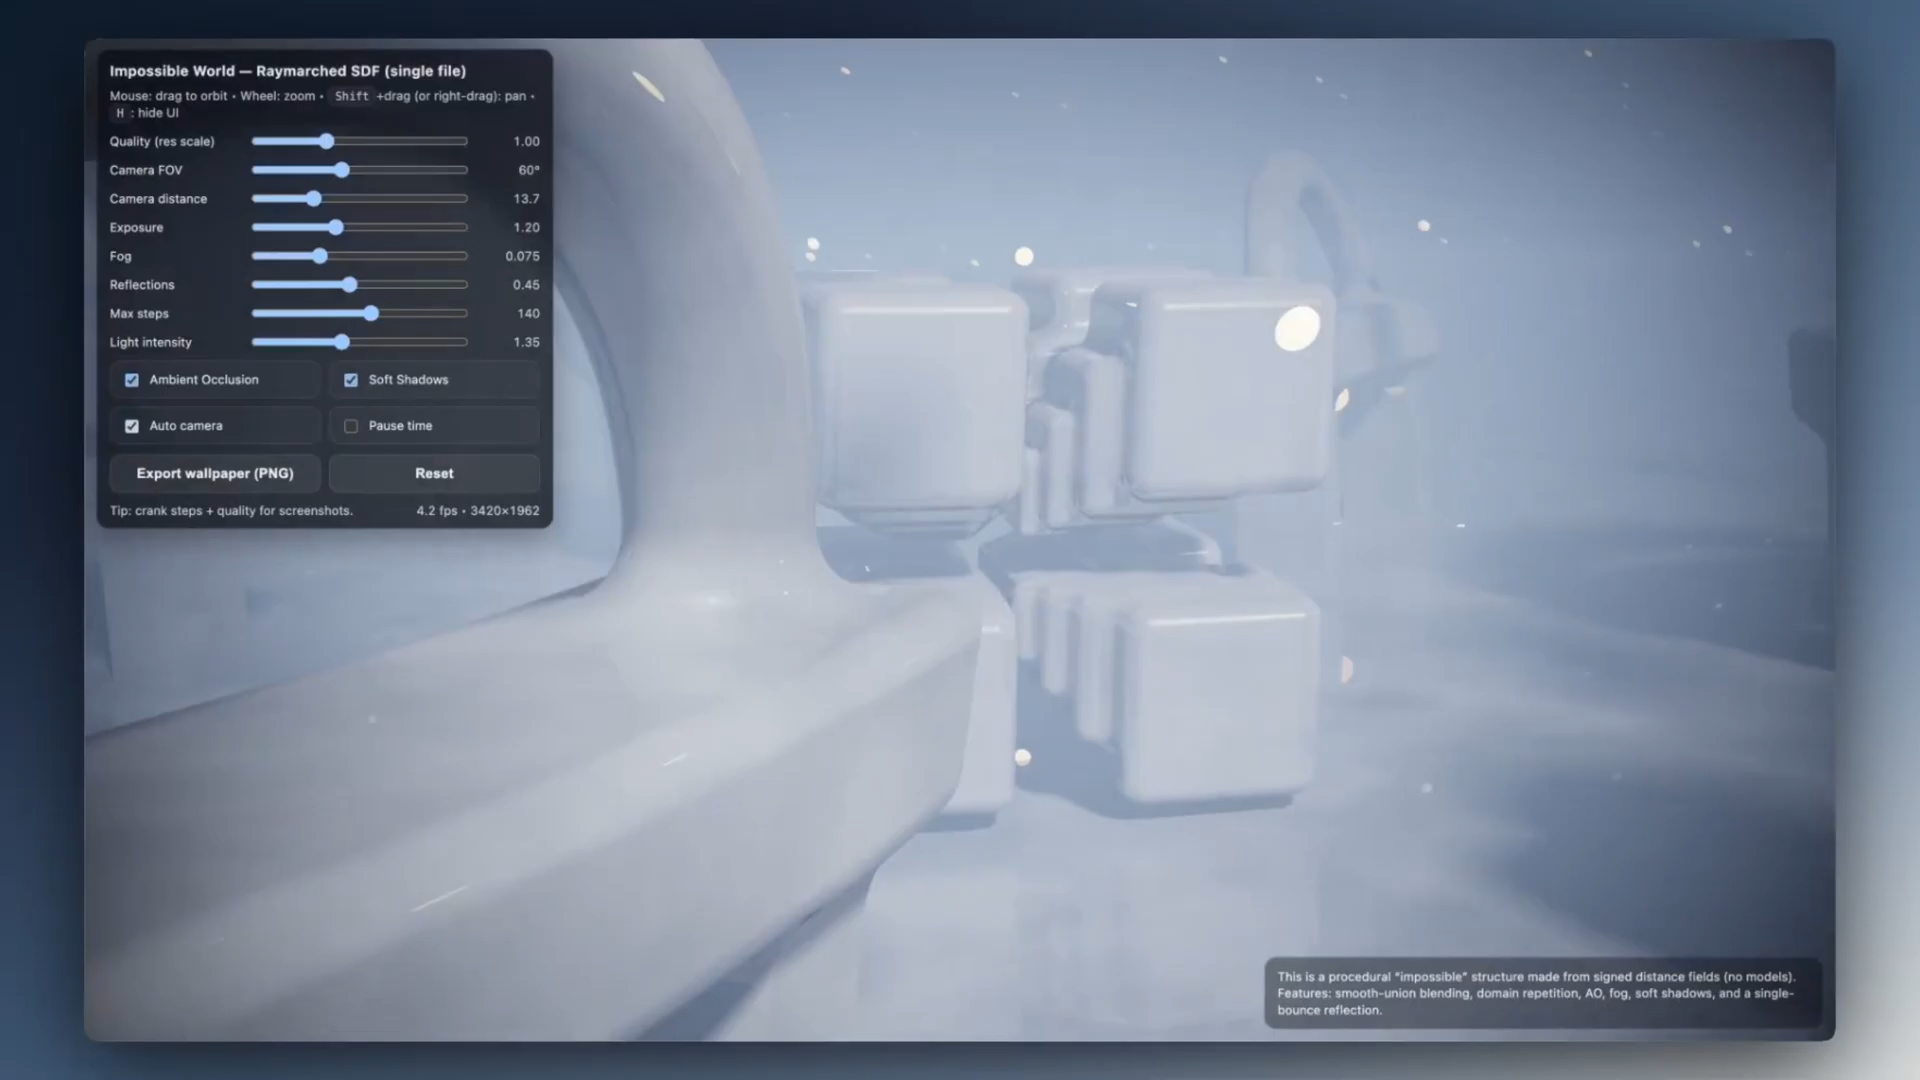 Impossible World — Raymarched SDF (single file)
Mouse: drag to orbit • Wheel: zoom • Shift +drag (or right-drag): pan •
H : hide UI
Quality (res scale) 1.00
Camera FOV 60°
Camera distance 13.7
Exposure 1.20
Fog 0.075
Reflections 0.45
Max steps 140
Light intensity 1.35
Ambient Occlusion Soft Shadows
Auto camera Pause time
Export wallpaper (PNG) Reset
Tip: crank steps + quality for screenshots. 4.2 fps • 3420×1962
This is a procedural “impossible” structure made from signed distance fields (no models).
Features: smooth-union blending, domain repetition, AO, fog, soft shadows, and a single-
bounce reflection.